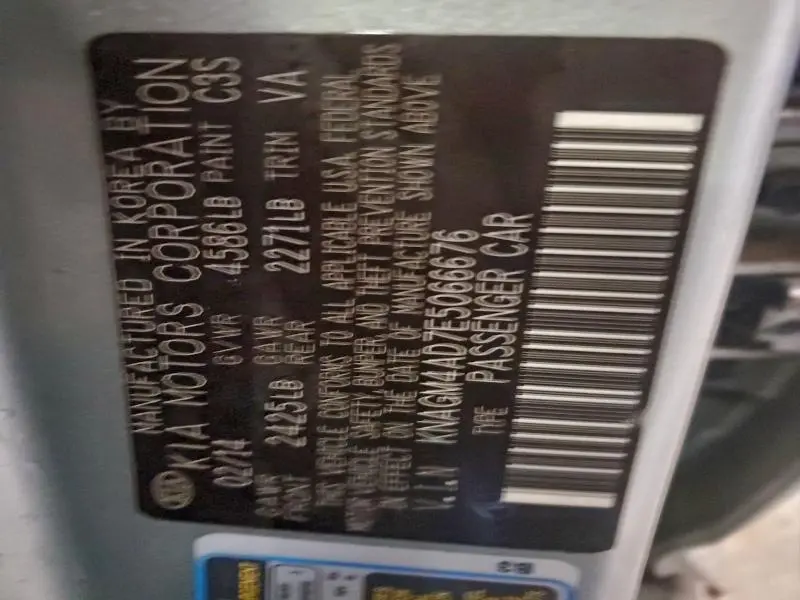 MANUFACTURED IN KOREA BY
KIA MOTORS CORPORATION
02/14 GVWR 4586LB PAINT C3S
GAWR FRONT 2425LB GAWR REAR 2271LB TRIM VA
THIS VEHICLE CONFORMS TO ALL APPLICABLE USA FEDERAL
MOTOR VEHICLE SAFETY, BUMPER AND THEFT PREVENTION STANDARDS
IN EFFECT ON THE DATE OF MANUFACTURE SHOWN ABOVE
V.I.N KNAGM4AD7E5066676
TYPE PASSENGER CAR
B3